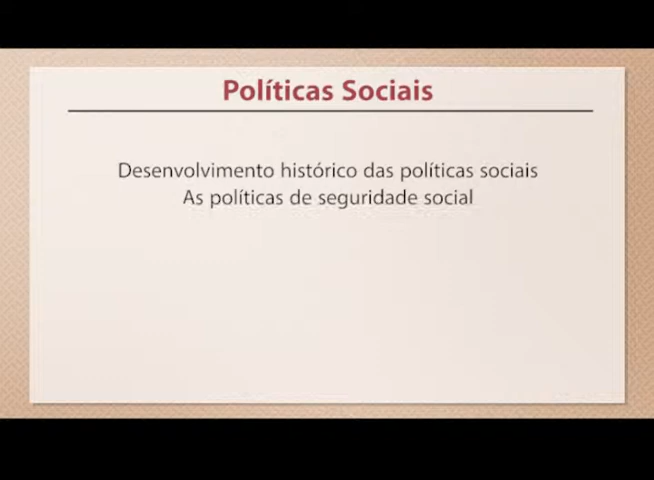 Políticas Sociais
Desenvolvimento histórico das políticas sociais
As políticas de seguridade social